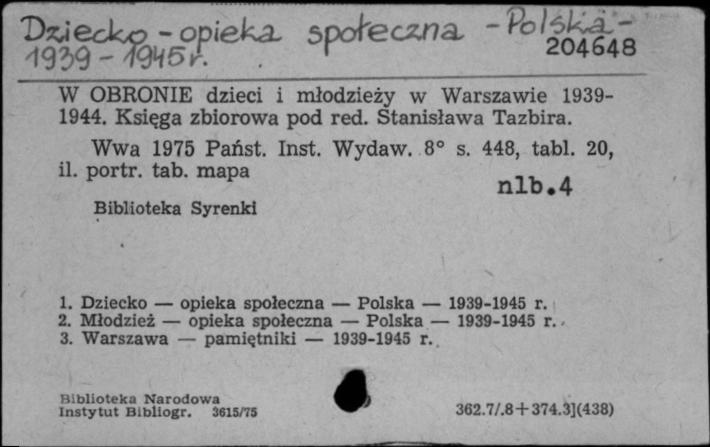 Dziecko - opieka społeczna - Polska -
1939 - 1945 r.
204648
W OBRONIE dzieci i młodzieży w Warszawie 1939-
1944. Księga zbiorowa pod red. Stanisława Tazbira.
Wwa 1975 Państ. Inst. Wydaw. 8° s. 448, tabl. 20,
il. portr. tab. mapa
nlb.4
Biblioteka Syrenki
1. Dziecko — opieka społeczna — Polska — 1939-1945 r.
2. Młodzież — opieka społeczna — Polska — 1939-1945 r.
3. Warszawa — pamiętniki — 1939-1945 r.
Biblioteka Narodowa
Instytut Bibliogr. 3615/75
362.7/.8+374.3](438)